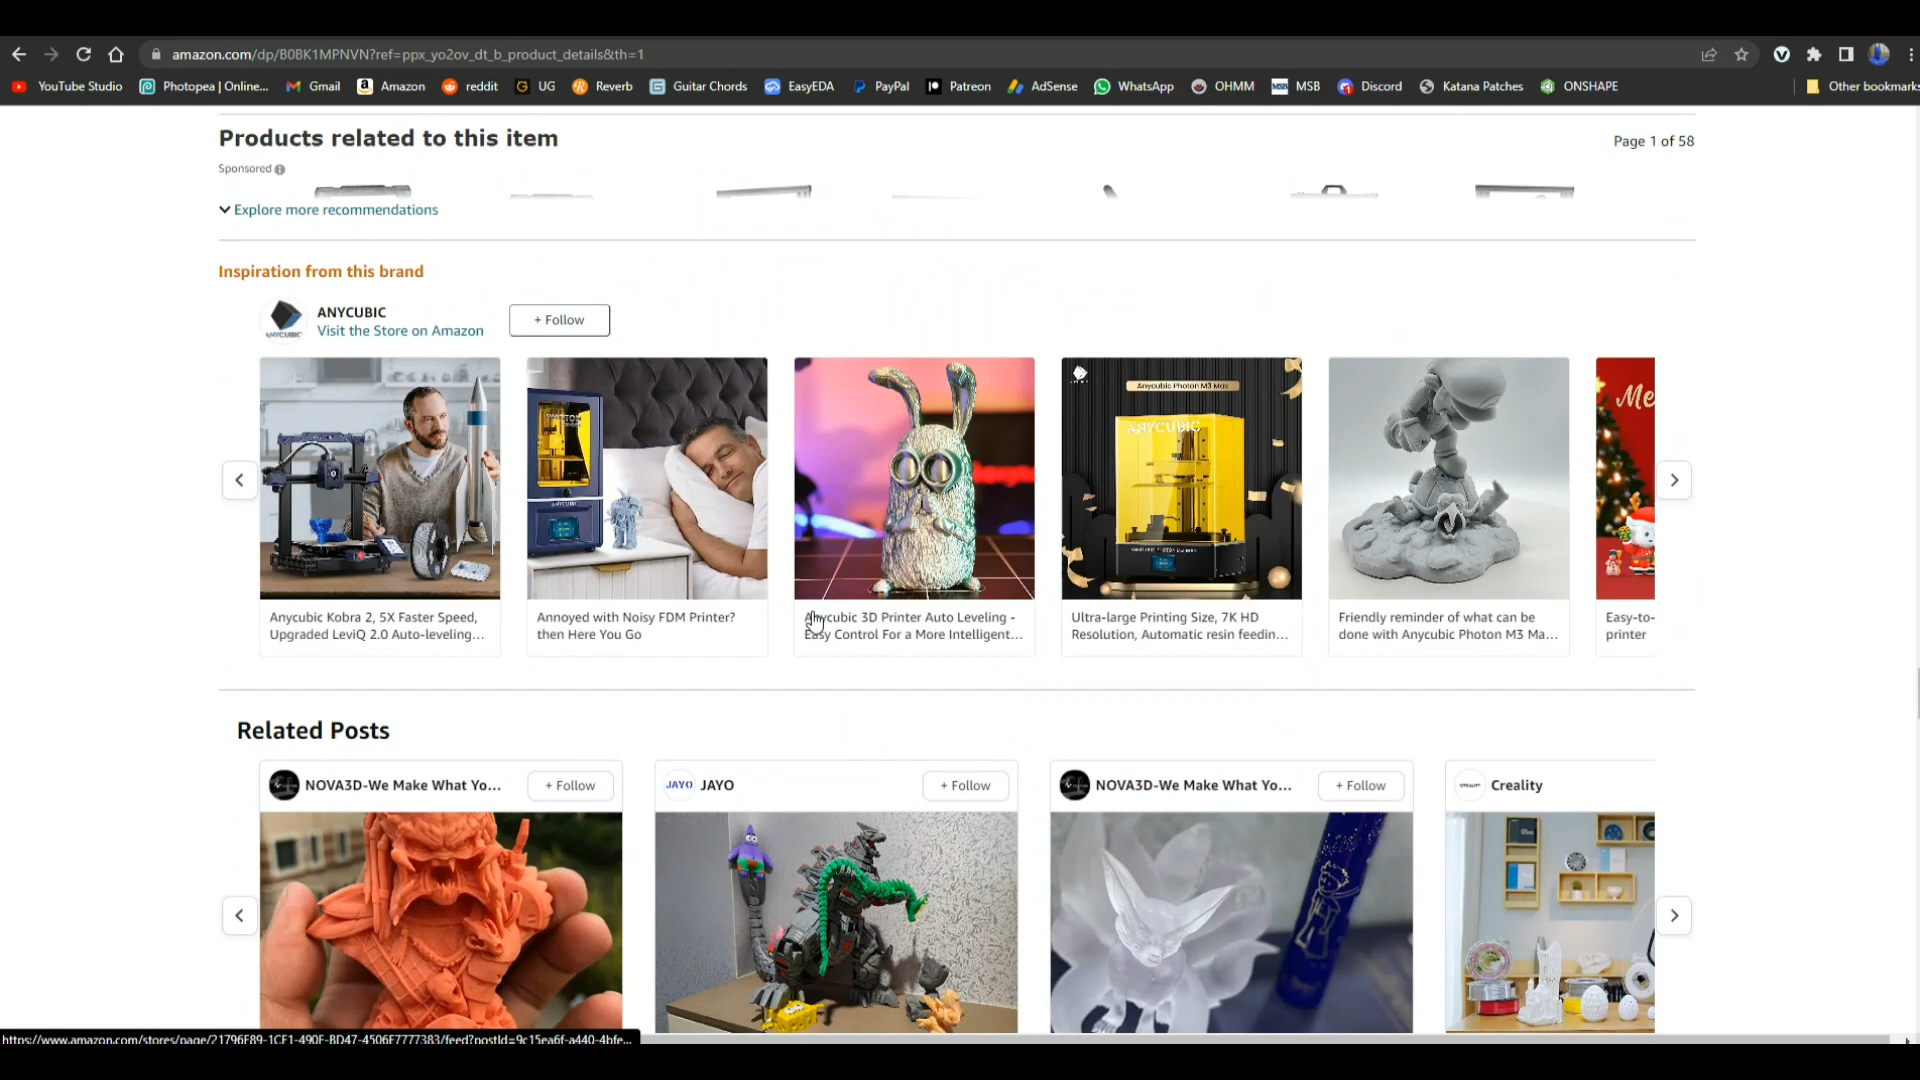 amazon.com/dp/B0BK1MPNVN?ref=ppx_yo2ov_dt_b_product_details&th=1
YouTube Studio Photopea | Online... Gmail Amazon reddit UG Reverb Guitar Chords EasyEDA PayPal Patreon AdSense WhatsApp OHMM MSB Discord Katana Patches ONSHAPE Other bookmarks
Products related to this item
Page 1 of 58
Sponsored
Explore more recommendations
Inspiration from this brand
ANYCUBIC
Visit the Store on Amazon
+ Follow
Anycubic Photon M3 Max
ANYCUBIC
Me
Anycubic Kobra 2, 5X Faster Speed,
Upgraded LeviQ 2.0 Auto-leveling...
Annoyed with Noisy FDM Printer?
then Here You Go
Anycubic 3D Printer Auto Leveling -
Easy Control For a More Intelligent...
Ultra-large Printing Size, 7K HD
Resolution, Automatic resin feedin...
Friendly reminder of what can be
done with Anycubic Photon M3 Ma...
Easy-to-
printer
Related Posts
NOVA3D-We Make What Yo... + Follow
JAYO JAYO + Follow
NOVA3D-We Make What Yo... + Follow
Creality
https://www.amazon.com/stores/page/21796F89-1CF1-490F-BD47-4506F7777383/feed?postId=9c15ea6f-a440-4bfe...